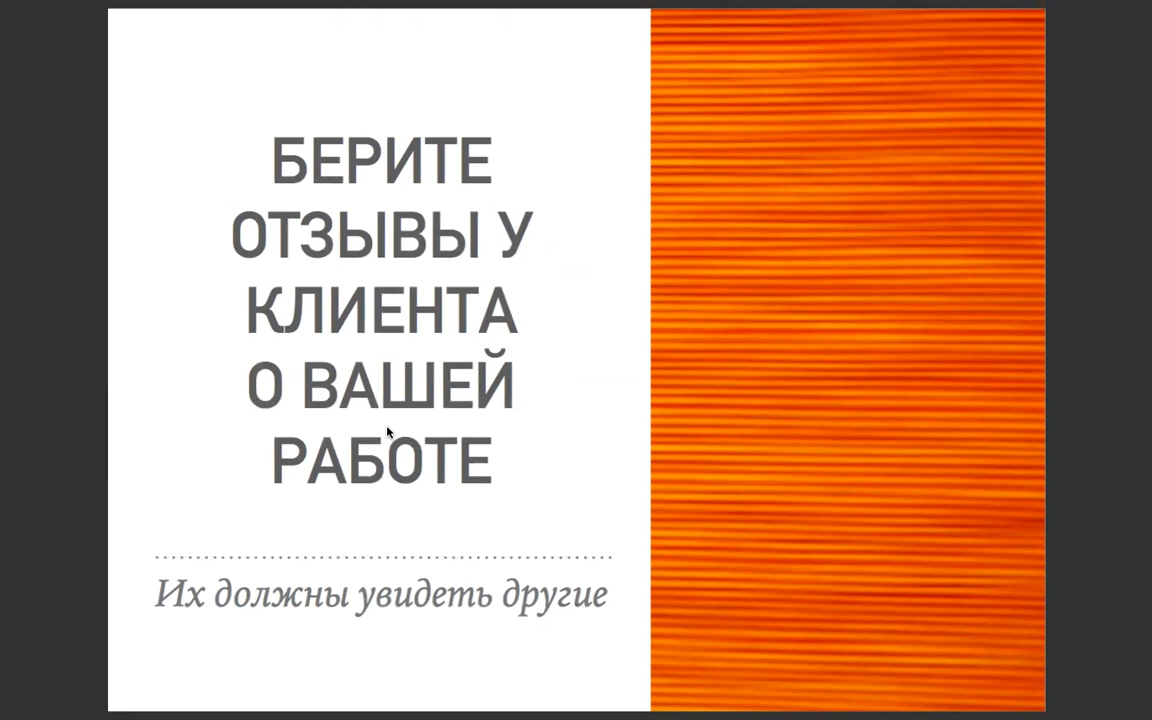 БЕРИТЕ
ОТЗЫВЫ У
КЛИЕНТА
О ВАШЕЙ
РАБОТЕ
Их должны увидеть другие